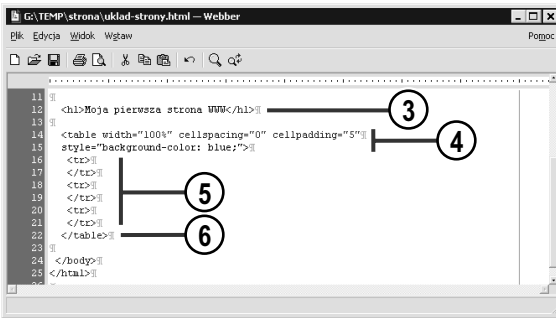 G:\TEMP\strona\uklad-strony.html — Webber
Plik Edycja Widok Wstaw Pomoc
11 ¶
12 <h1>Moja pierwsza strona WWW</h1>¶ 3
13 ¶
14 <table width="100%" cellspacing="0" cellpadding="5"¶ 4
15 style="background-color: blue;">¶
16 <tr>¶
17 </tr>¶
18 <tr>¶ 5
19 </tr>¶
20 <tr>¶
21 </tr>¶
22 </table>¶ 6
23 ¶
24 </body>¶
25 </html>¶
26